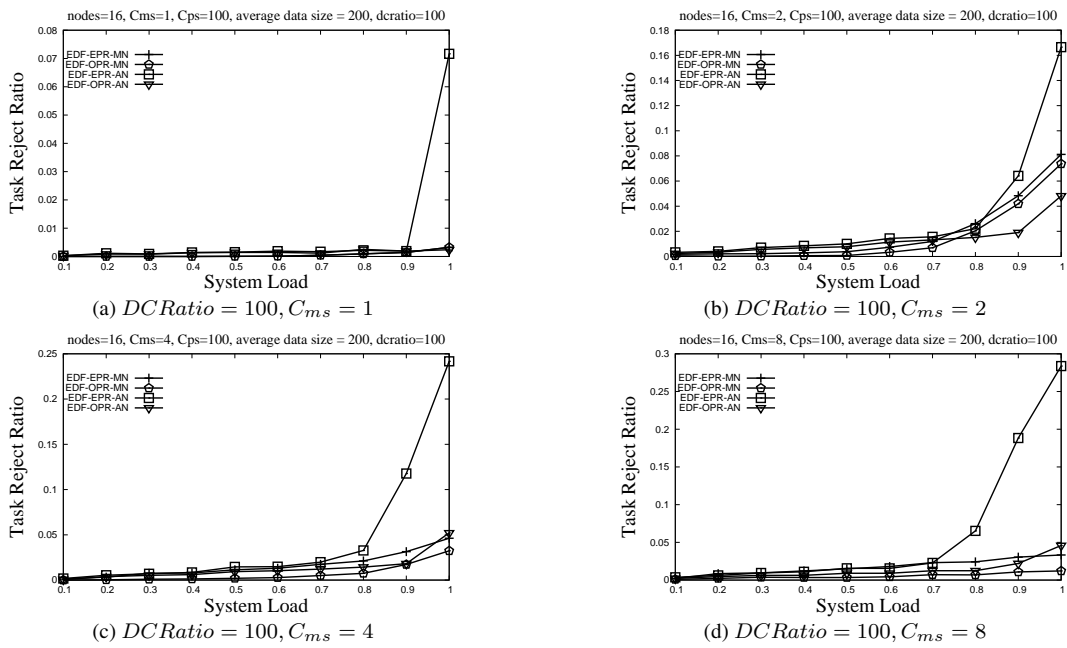 nodes=16, Cms=1, Cps=100, average data size = 200, dcratio=100
0.08
0.07
0.06
0.05
0.04
0.03
0.02
0.01
0
Task Reject Ratio
EDF-EPR-MN
EDF-OPR-MN
EDF-EPR-AN
EDF-OPR-AN
0.1 0.2 0.3 0.4 0.5 0.6 0.7 0.8 0.9 1
System Load
(a) DCRatio = 100, Cms = 1
nodes=16, Cms=2, Cps=100, average data size = 200, dcratio=100
0.18
0.16
0.14
0.12
0.1
0.08
0.06
0.04
0.02
0
Task Reject Ratio
EDF-EPR-MN
EDF-OPR-MN
EDF-EPR-AN
EDF-OPR-AN
0.1 0.2 0.3 0.4 0.5 0.6 0.7 0.8 0.9 1
System Load
(b) DCRatio = 100, Cms = 2
nodes=16, Cms=4, Cps=100, average data size = 200, dcratio=100
0.25
0.2
0.15
0.1
0.05
0
Task Reject Ratio
EDF-EPR-MN
EDF-OPR-MN
EDF-EPR-AN
EDF-OPR-AN
0.1 0.2 0.3 0.4 0.5 0.6 0.7 0.8 0.9 1
System Load
(c) DCRatio = 100, Cms = 4
nodes=16, Cms=8, Cps=100, average data size = 200, dcratio=100
0.3
0.25
0.2
0.15
0.1
0.05
0
Task Reject Ratio
EDF-EPR-MN
EDF-OPR-MN
EDF-EPR-AN
EDF-OPR-AN
0.1 0.2 0.3 0.4 0.5 0.6 0.7 0.8 0.9 1
System Load
(d) DCRatio = 100, Cms = 8